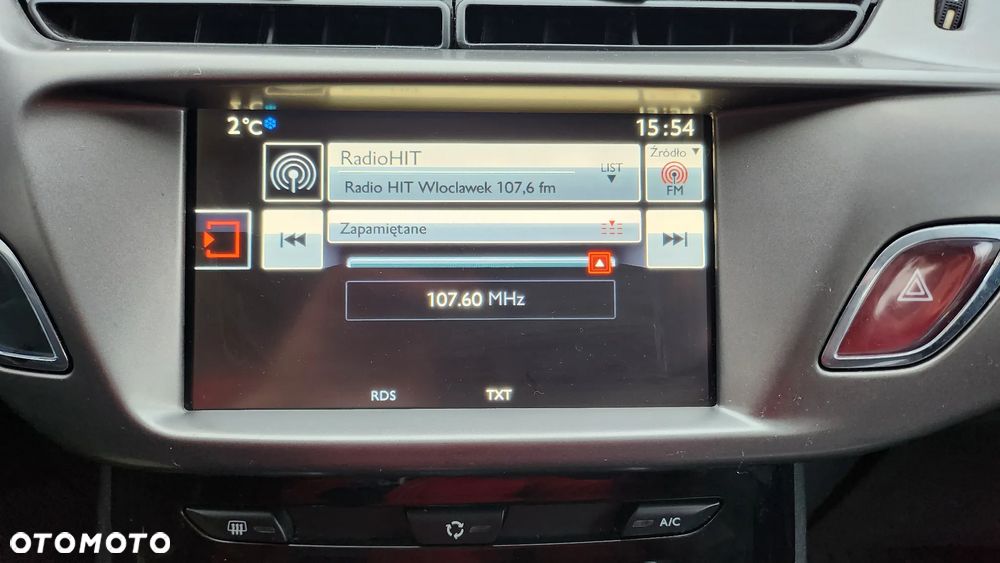 2°C
15:54
RadioHIT
LIST
Źródło
Radio HIT Wloclawek 107,6 fm
FM
Zapamiętane
107.60 MHz
RDS
TXT
A/C
OTOMOTO